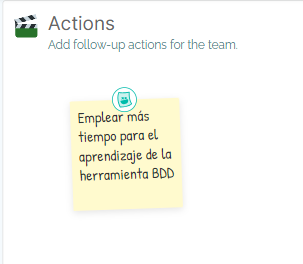 Actions
Add follow-up actions for the team.
Emplear más
tiempo para el
aprendizaje de la
herramienta BDD